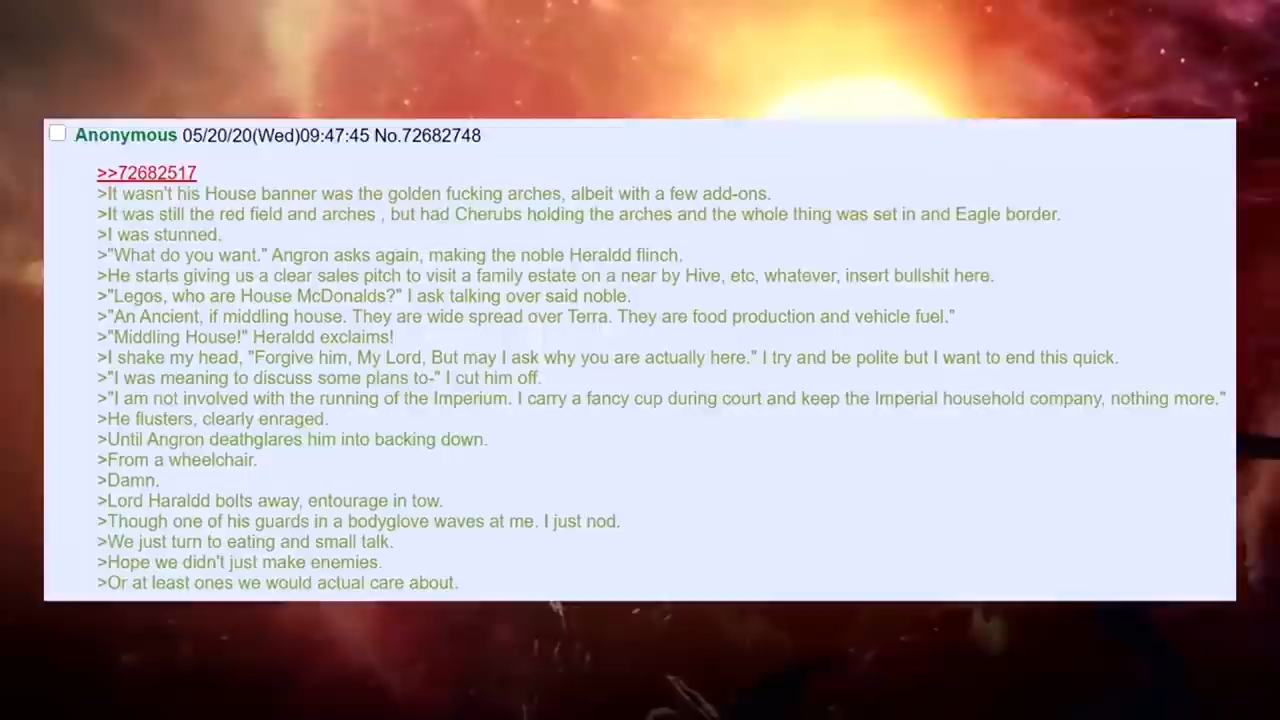 Anonymous 05/20/20(Wed)09:47:45 No.72682748
>>72682517
>It wasn't his House banner was the golden fucking arches, albeit with a few add-ons.
>It was still the red field and arches , but had Cherubs holding the arches and the whole thing was set in and Eagle border.
>I was stunned.
>"What do you want." Angron asks again, making the noble Heraldd flinch.
>He starts giving us a clear sales pitch to visit a family estate on a near by Hive, etc, whatever, insert bullshit here.
>"Legos, who are House McDonalds?" I ask talking over said noble.
>"An Ancient, if middling house. They are wide spread over Terra. They are food production and vehicle fuel."
>"Middling House!" Heraldd exclaims!
>I shake my head, "Forgive him, My Lord, But may I ask why you are actually here." I try and be polite but I want to end this quick.
>"I was meaning to discuss some plans to-" I cut him off.
>"I am not involved with the running of the Imperium. I carry a fancy cup during court and keep the Imperial household company, nothing more."
>He flusters, clearly enraged.
>Until Angron deathglares him into backing down.
>From a wheelchair.
>Damn.
>Lord Haraldd bolts away, entourage in tow.
>Though one of his guards in a bodyglove waves at me. I just nod.
>We just turn to eating and small talk.
>Hope we didn't just make enemies.
>Or at least ones we would actual care about.